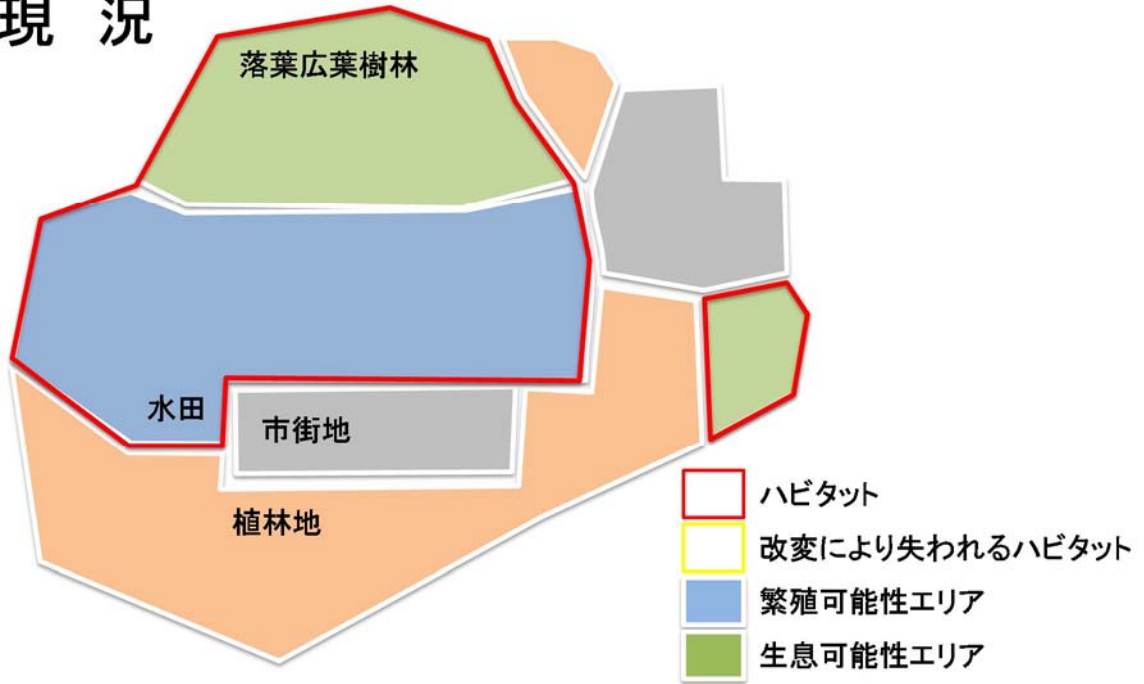 現 況
落葉広葉樹林
水田
市街地
植林地
ハビタット
改変により失われるハビタット
繁殖可能性エリア
生息可能性エリア